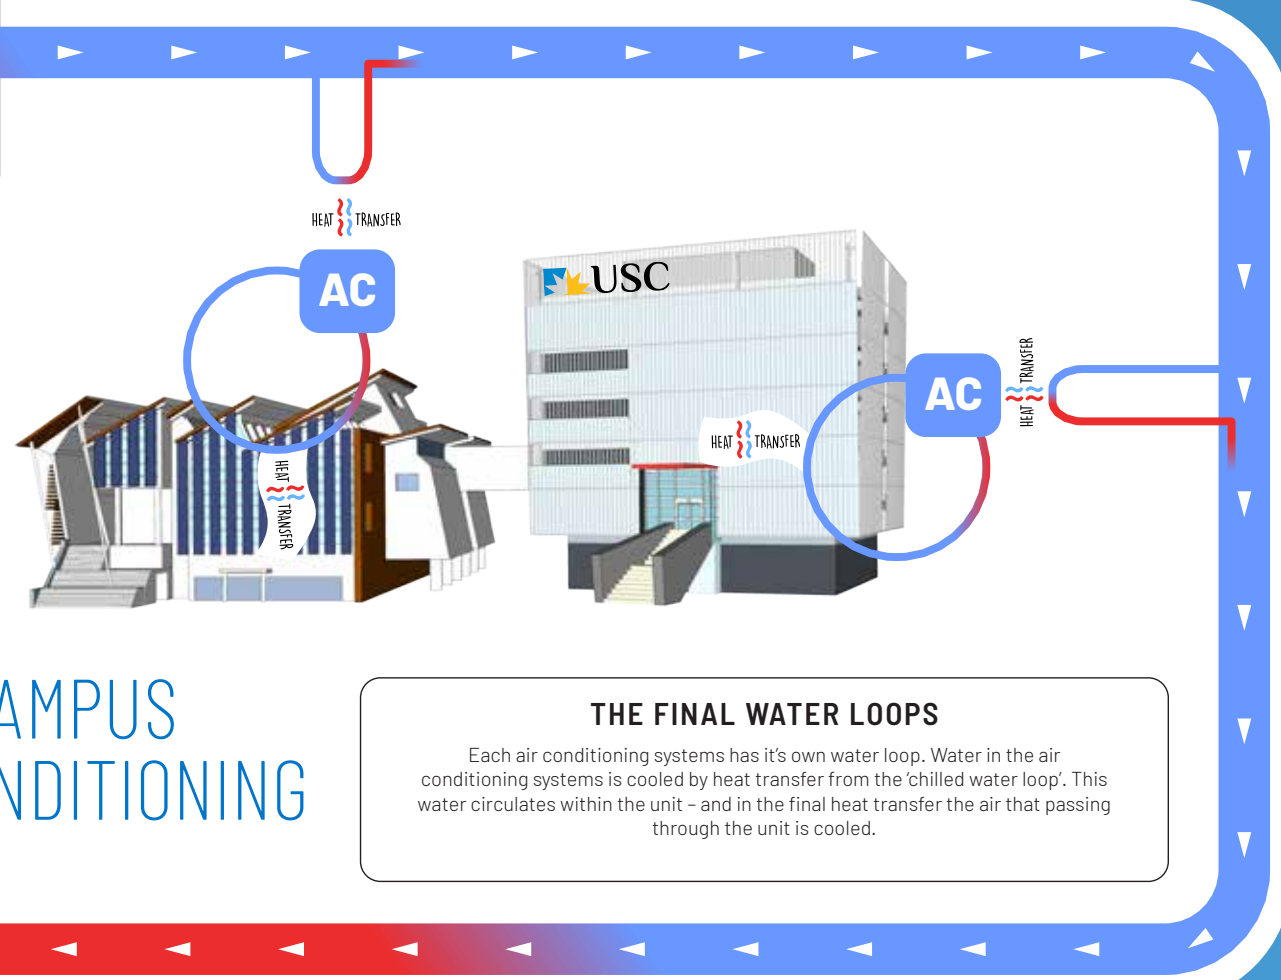 HEAT TRANSFER
AC
USC
HEAT TRANSFER
AC
HEAT TRANSFER
HEAT TRANSFER
AMPUS
NDITIONING
THE FINAL WATER LOOPS
Each air conditioning systems has it's own water loop. Water in the air
conditioning systems is cooled by heat transfer from the ‘chilled water loop’. This
water circulates within the unit – and in the final heat transfer the air that passing
through the unit is cooled.